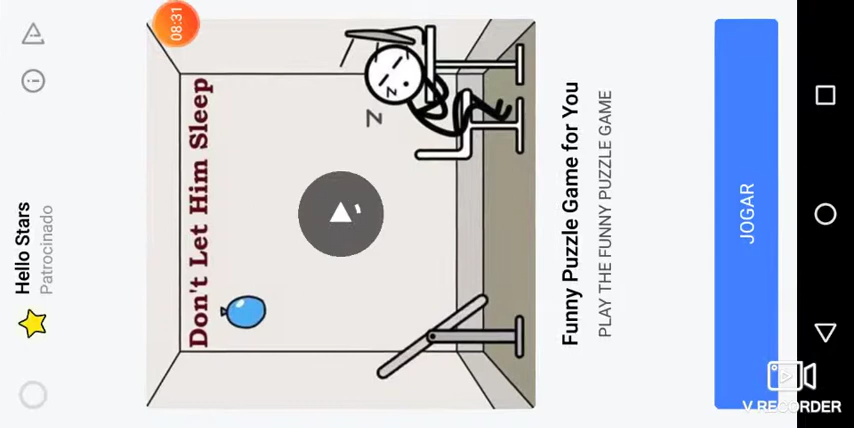 Hello Stars
Patrocinado
08:31
Don't Let Him Sleep
z
Z
Funny Puzzle Game for You
PLAY THE FUNNY PUZZLE GAME
JOGAR
V RECORDER